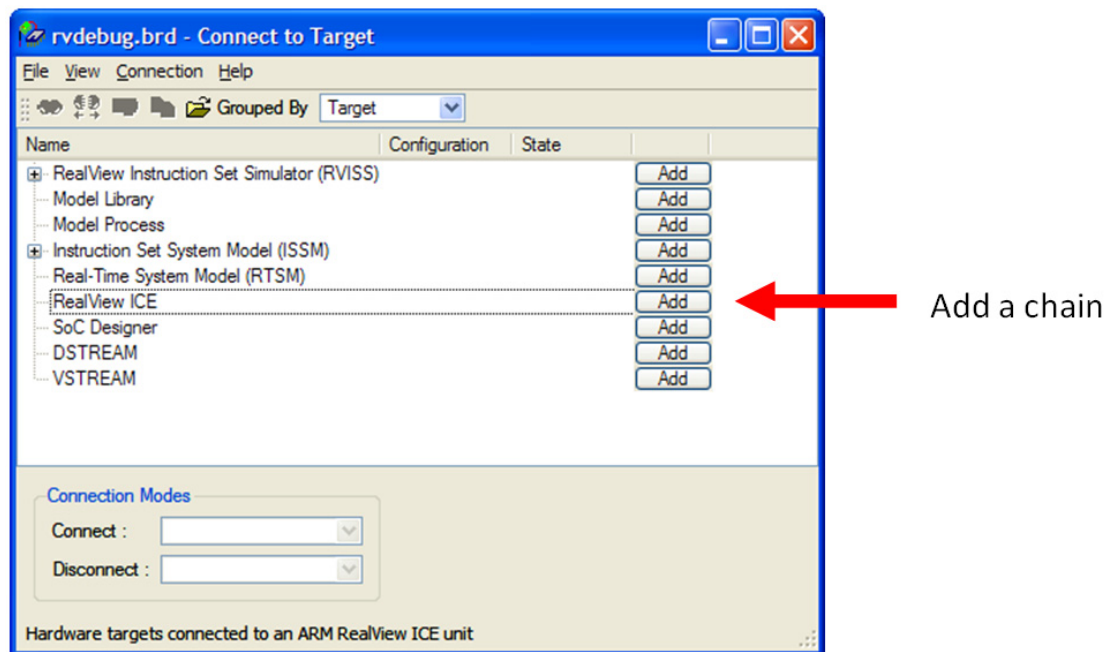 rvdebug.brd - Connect to Target
File View Connection Help
Grouped By Target
Name Configuration State
RealView Instruction Set Simulator (RVISS) Add
Model Library Add
Model Process Add
Instruction Set System Model (ISSM) Add
Real-Time System Model (RTSM) Add
RealView ICE Add
Add a chain
SoC Designer Add
DSTREAM Add
VSTREAM Add
Connection Modes
Connect :
Disconnect :
Hardware targets connected to an ARM RealView ICE unit